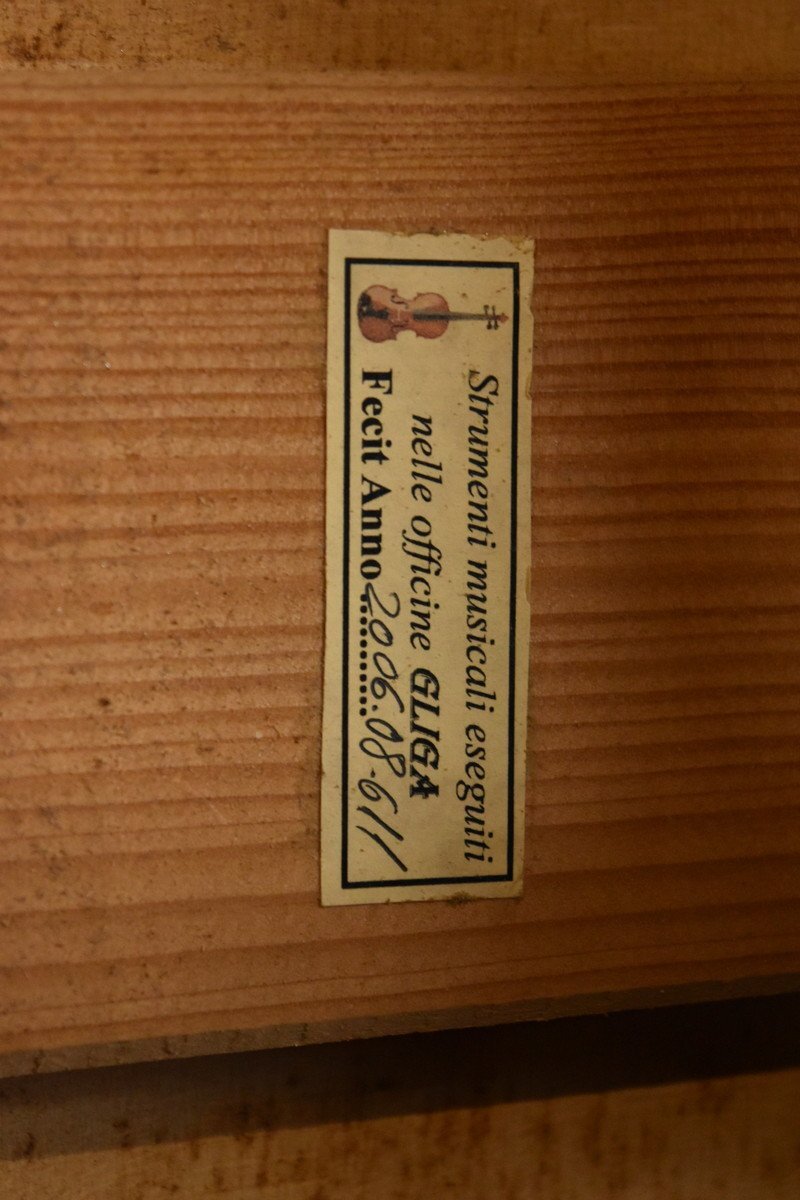 Strumenti musicali eseguiti
nelle officine GLIGA
Fecit Anno..........2006.08-611